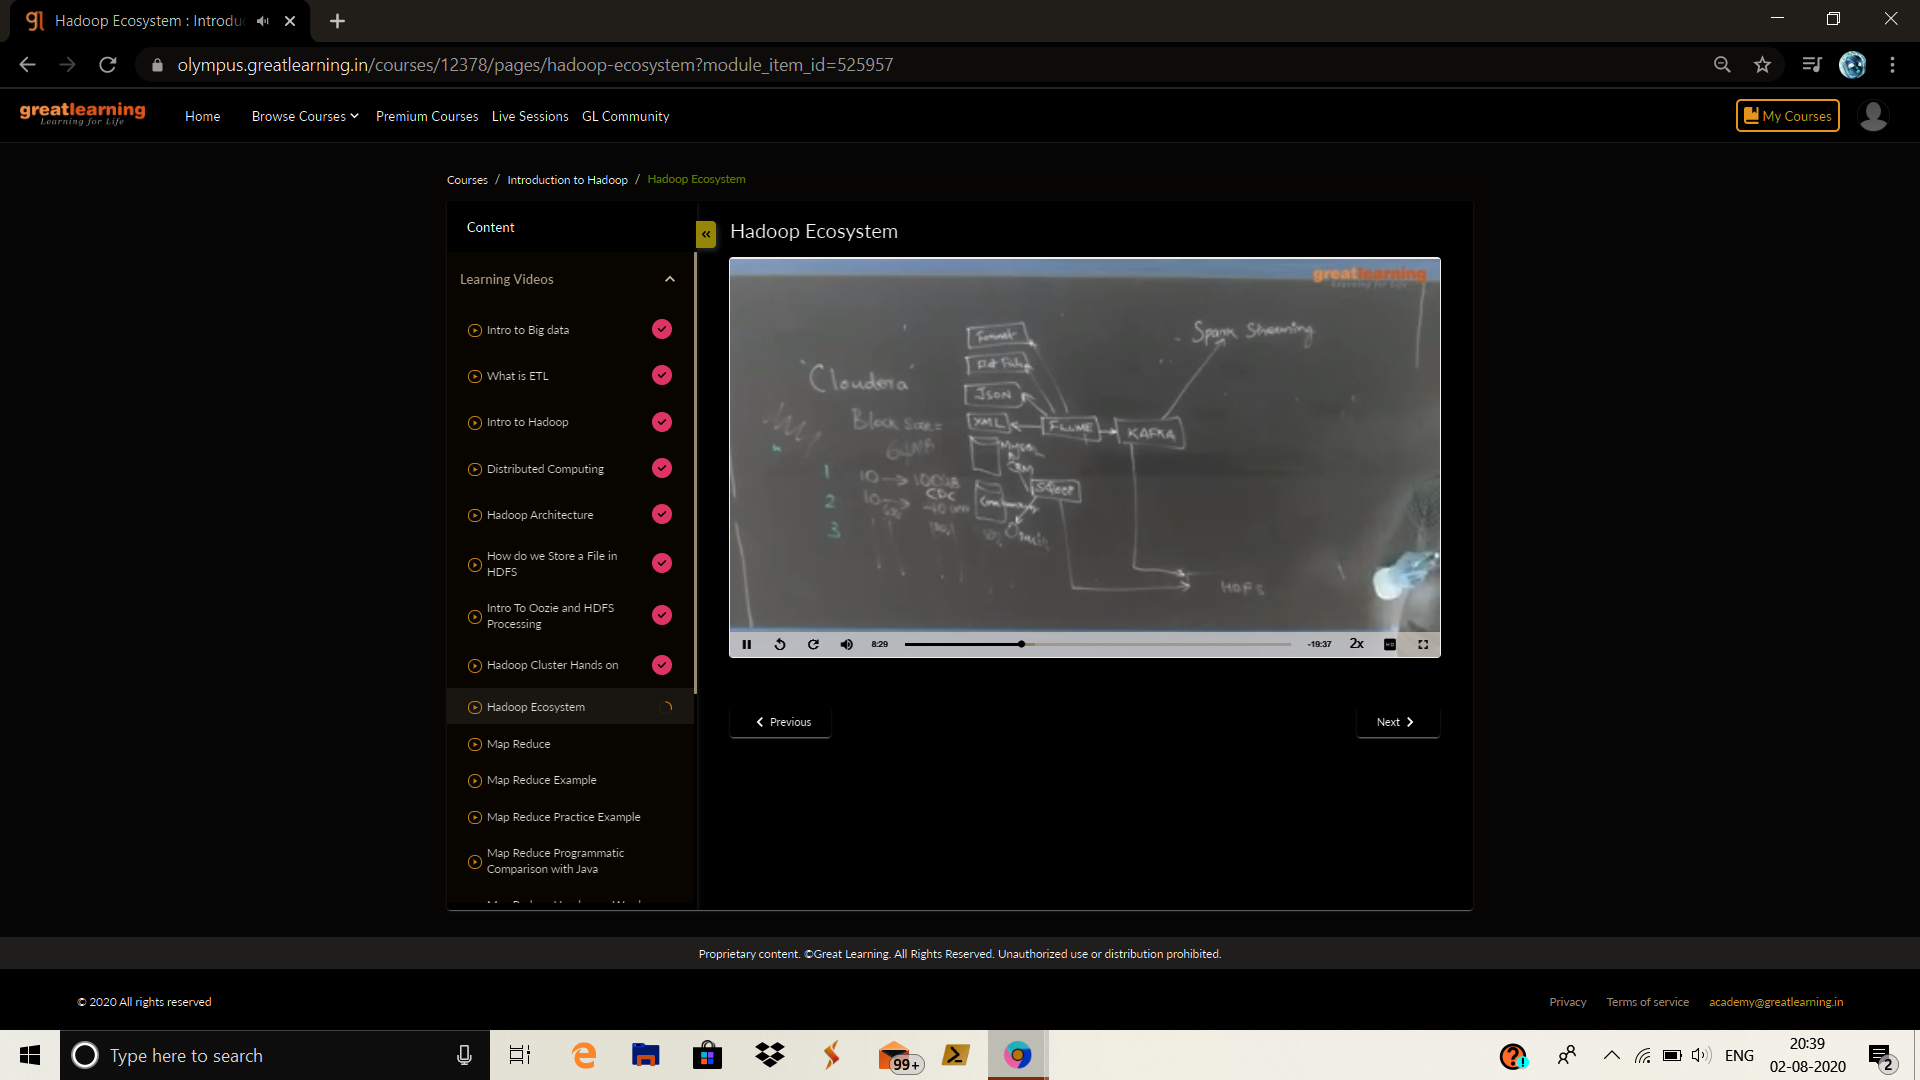 Hadoop Ecosystem : Introdu
olympus.greatlearning.in/courses/12378/pages/hadoop-ecosystem?module_item_id=525957
greatlearning
Learning for Life
Home
Browse Courses
Premium Courses
Live Sessions
GL Community
My Courses
Courses / Introduction to Hadoop / Hadoop Ecosystem
Content
Learning Videos
Intro to Big data
What is ETL
Intro to Hadoop
Distributed Computing
Hadoop Architecture
How do we Store a File in
HDFS
Intro To Oozie and HDFS
Processing
Hadoop Cluster Hands on
Hadoop Ecosystem
Map Reduce
Map Reduce Example
Map Reduce Practice Example
Map Reduce Programmatic
Comparison with Java
«
Hadoop Ecosystem
greatlearning
Learning for Life
Spark Streaming
"Cloudera"
Block Size =
64MB
JSON
XML
FLUME
KAFKA
Sqoop
CDC
1
2
3
HDFS
8:29
-19:37
2x
HD
Previous
Next
Proprietary content. ©Great Learning. All Rights Reserved. Unauthorized use or distribution prohibited.
© 2020 All rights reserved
Privacy
Terms of service
academy@greatlearning.in
Type here to search
99+
ENG
20:39
02-08-2020
2